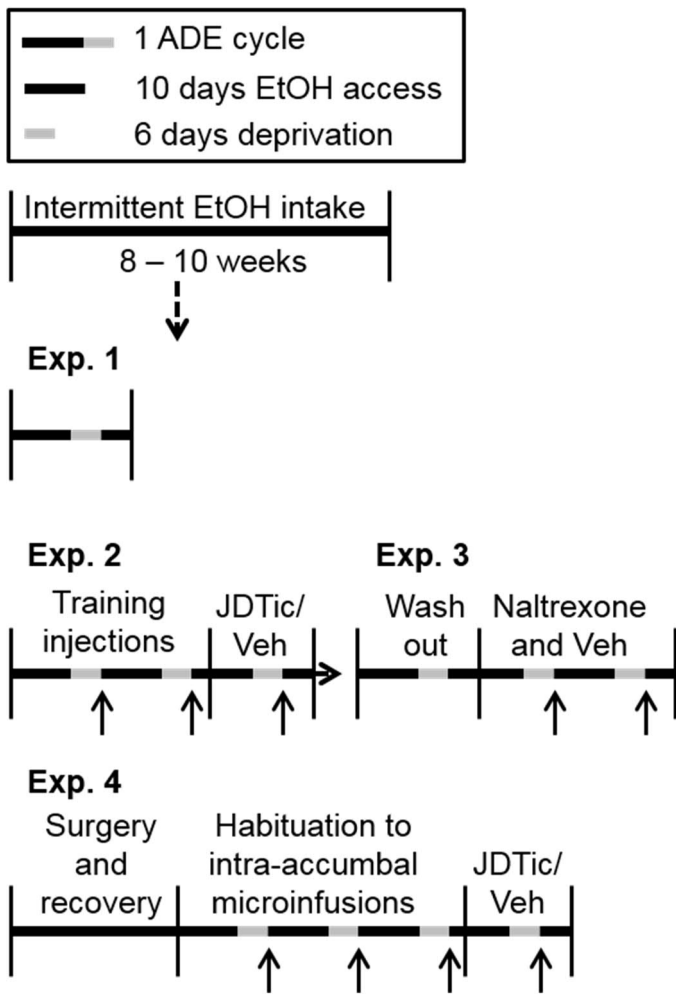 1 ADE cycle
10 days EtOH access
6 days deprivation
Intermittent EtOH intake
8 – 10 weeks
Exp. 1
Exp. 2
Training
injections
JDTic/
Veh
Exp. 3
Wash
out
Naltrexone
and Veh
Exp. 4
Surgery
and
recovery
Habituation to
intra-accumbal
microinfusions
JDTic/
Veh